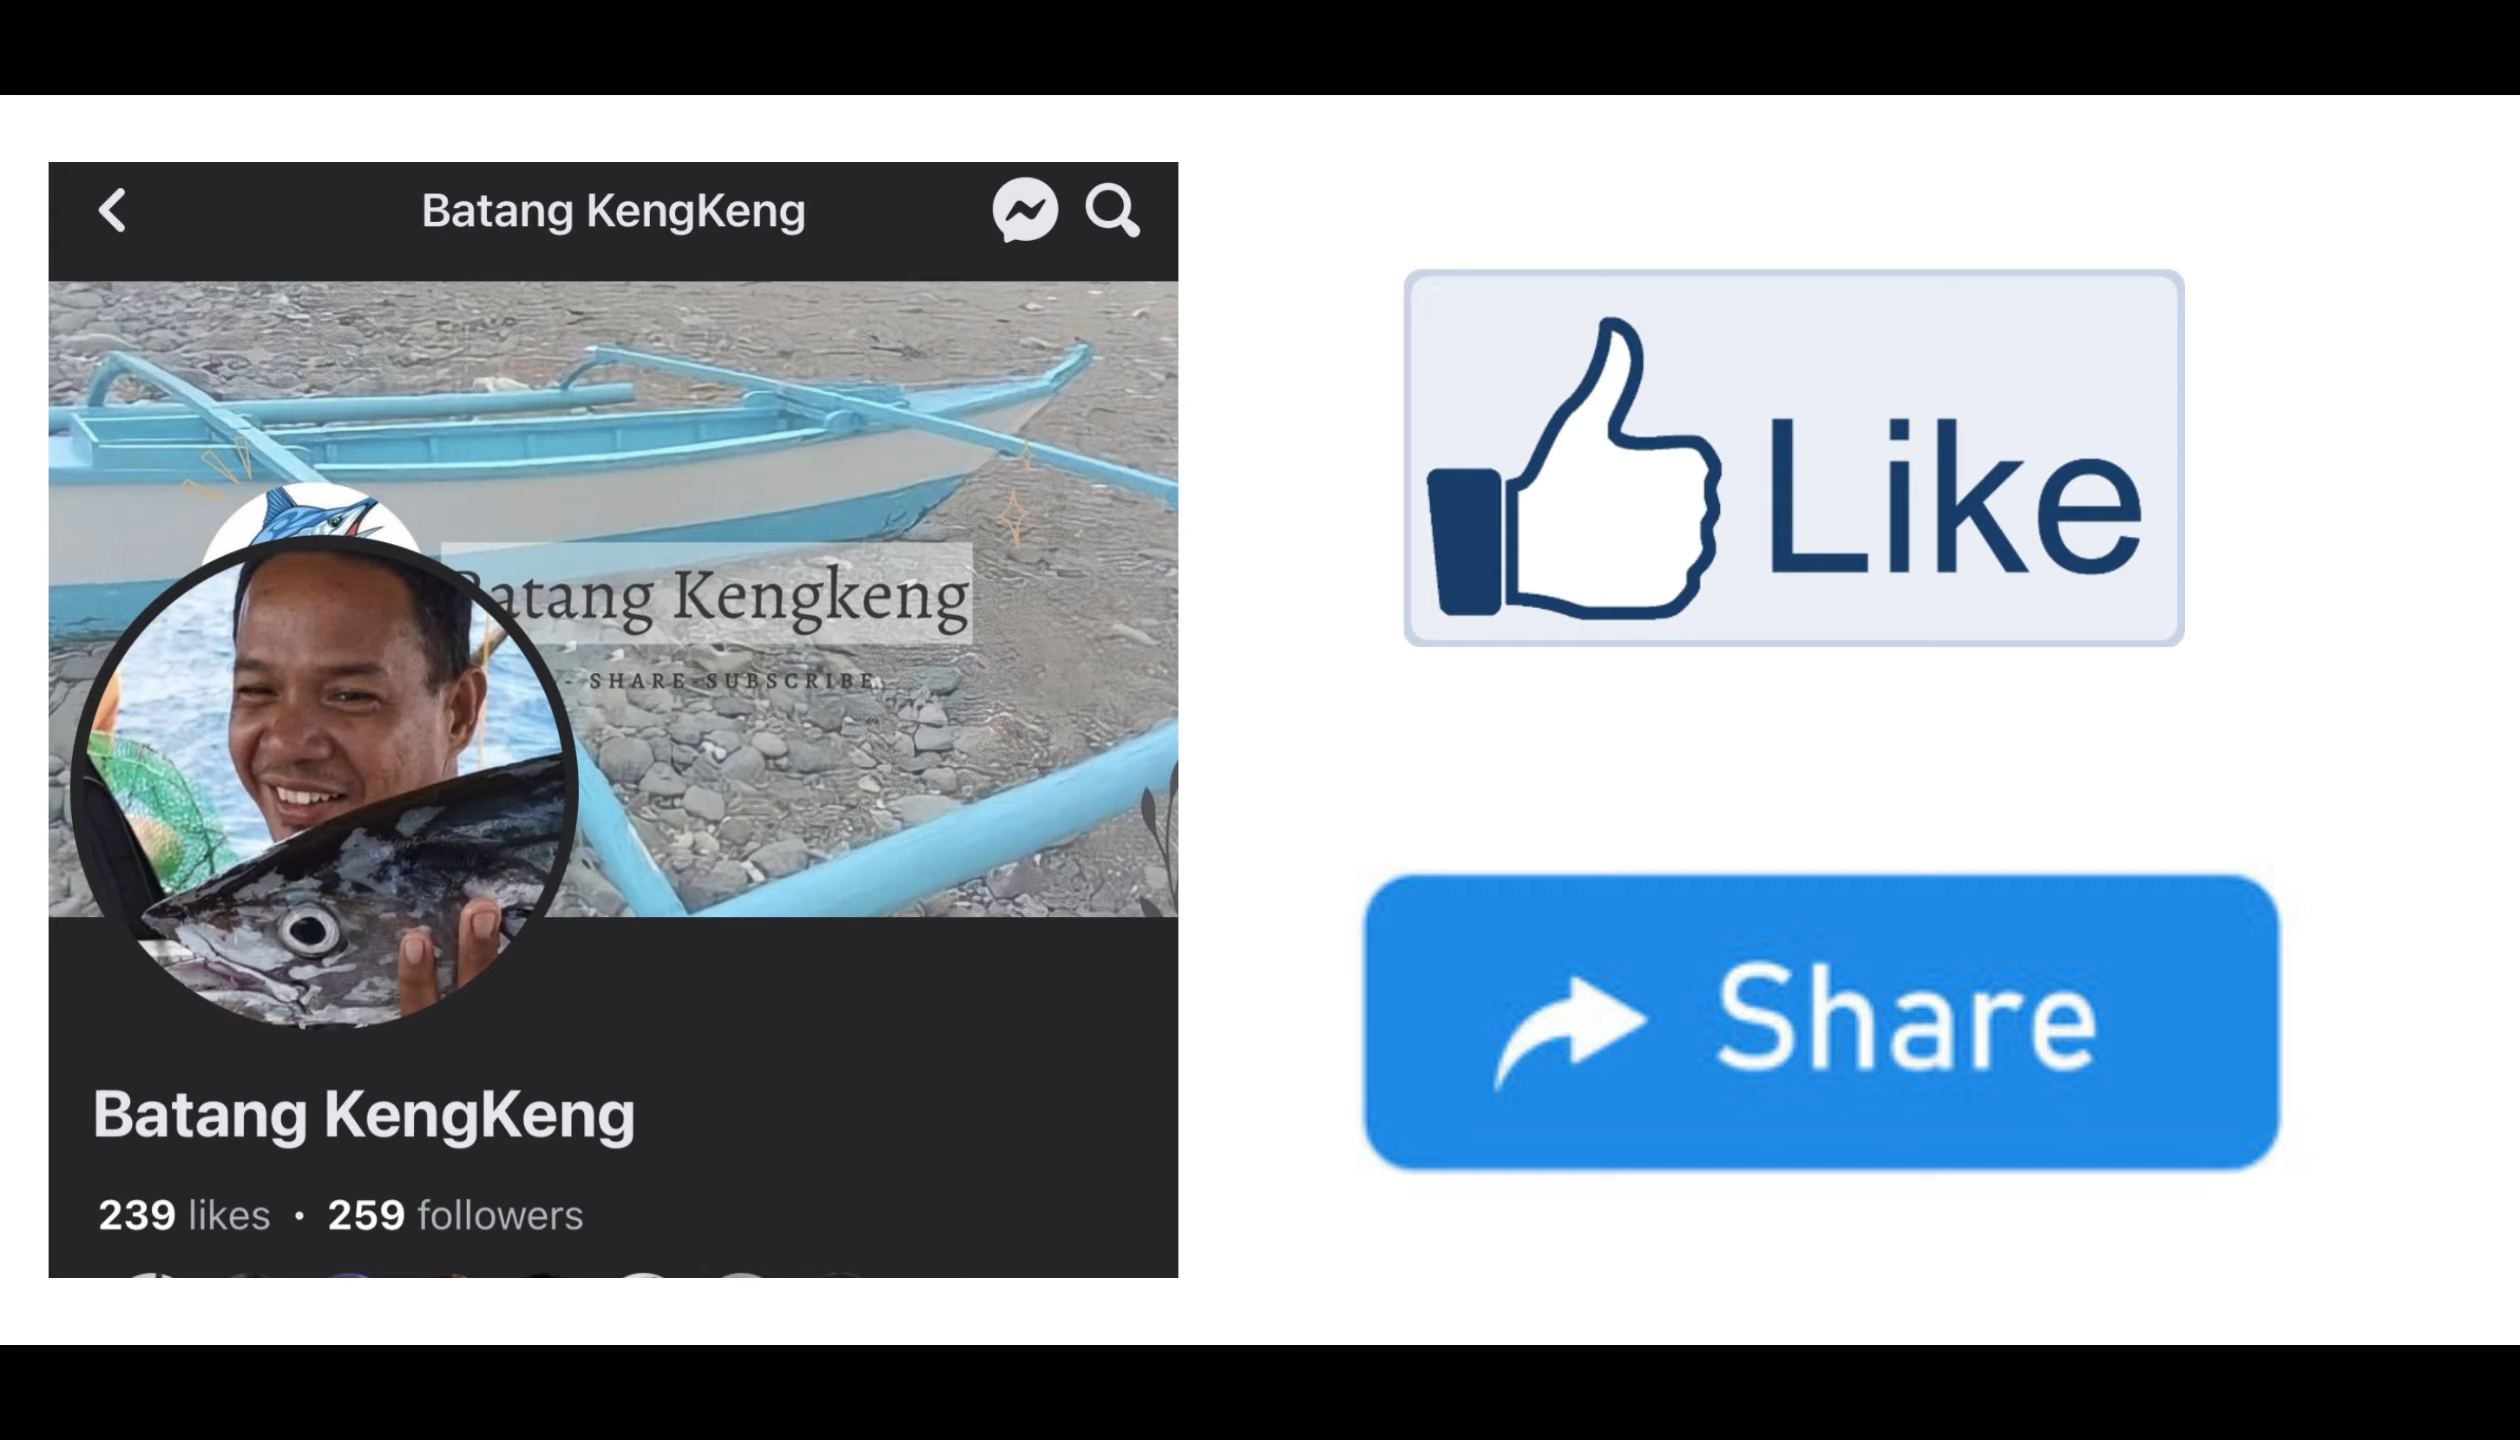 Batang KengKeng
atang Kengkeng
- SHARE-SUBSCRIBE
Batang KengKeng
239 likes • 259 followers
Like
Share